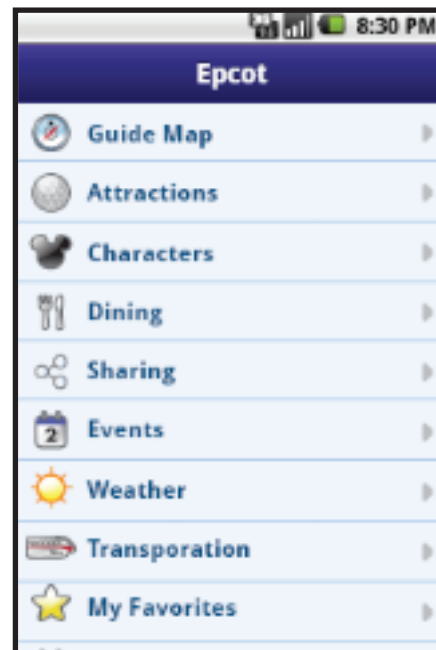 8:30 PM
Epcot
Guide Map
Attractions
Characters
Dining
Sharing
2
Events
Weather
Transporation
My Favorites